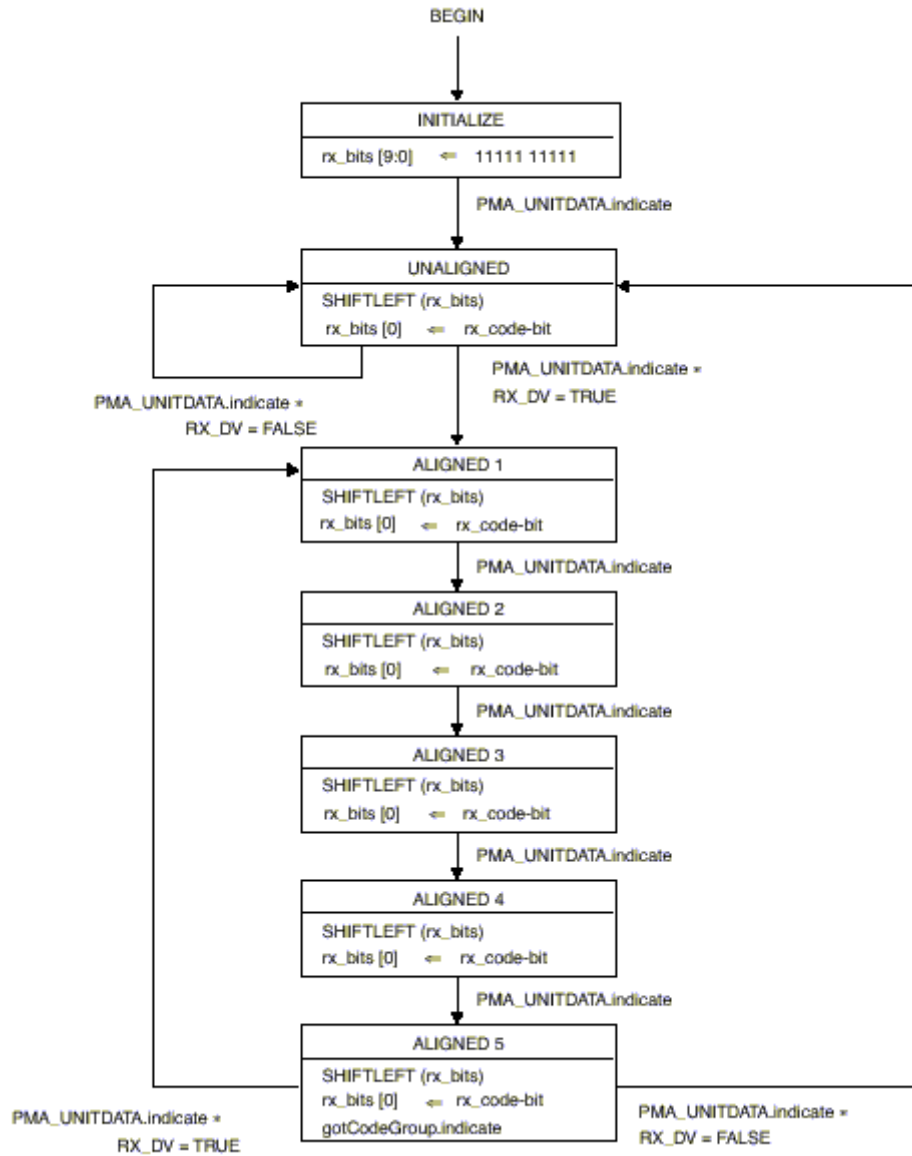 BEGIN
INITIALIZE
rx_bits [9:0] ⇐ 11111 11111
PMA_UNITDATA.indicate
UNALIGNED
SHIFTLEFT (rx_bits)
rx_bits [0] ⇐ rx_code-bit
PMA_UNITDATA.indicate *
RX_DV = TRUE
PMA_UNITDATA.indicate *
RX_DV = FALSE
ALIGNED 1
SHIFTLEFT (rx_bits)
rx_bits [0] ⇐ rx_code-bit
PMA_UNITDATA.indicate
ALIGNED 2
SHIFTLEFT (rx_bits)
rx_bits [0] ⇐ rx_code-bit
PMA_UNITDATA.indicate
ALIGNED 3
SHIFTLEFT (rx_bits)
rx_bits [0] ⇐ rx_code-bit
PMA_UNITDATA.indicate
ALIGNED 4
SHIFTLEFT (rx_bits)
rx_bits [0] ⇐ rx_code-bit
PMA_UNITDATA.indicate
ALIGNED 5
SHIFTLEFT (rx_bits)
rx_bits [0] ⇐ rx_code-bit
gotCodeGroup.indicate
PMA_UNITDATA.indicate *
RX_DV = TRUE
PMA_UNITDATA.indicate *
RX_DV = FALSE